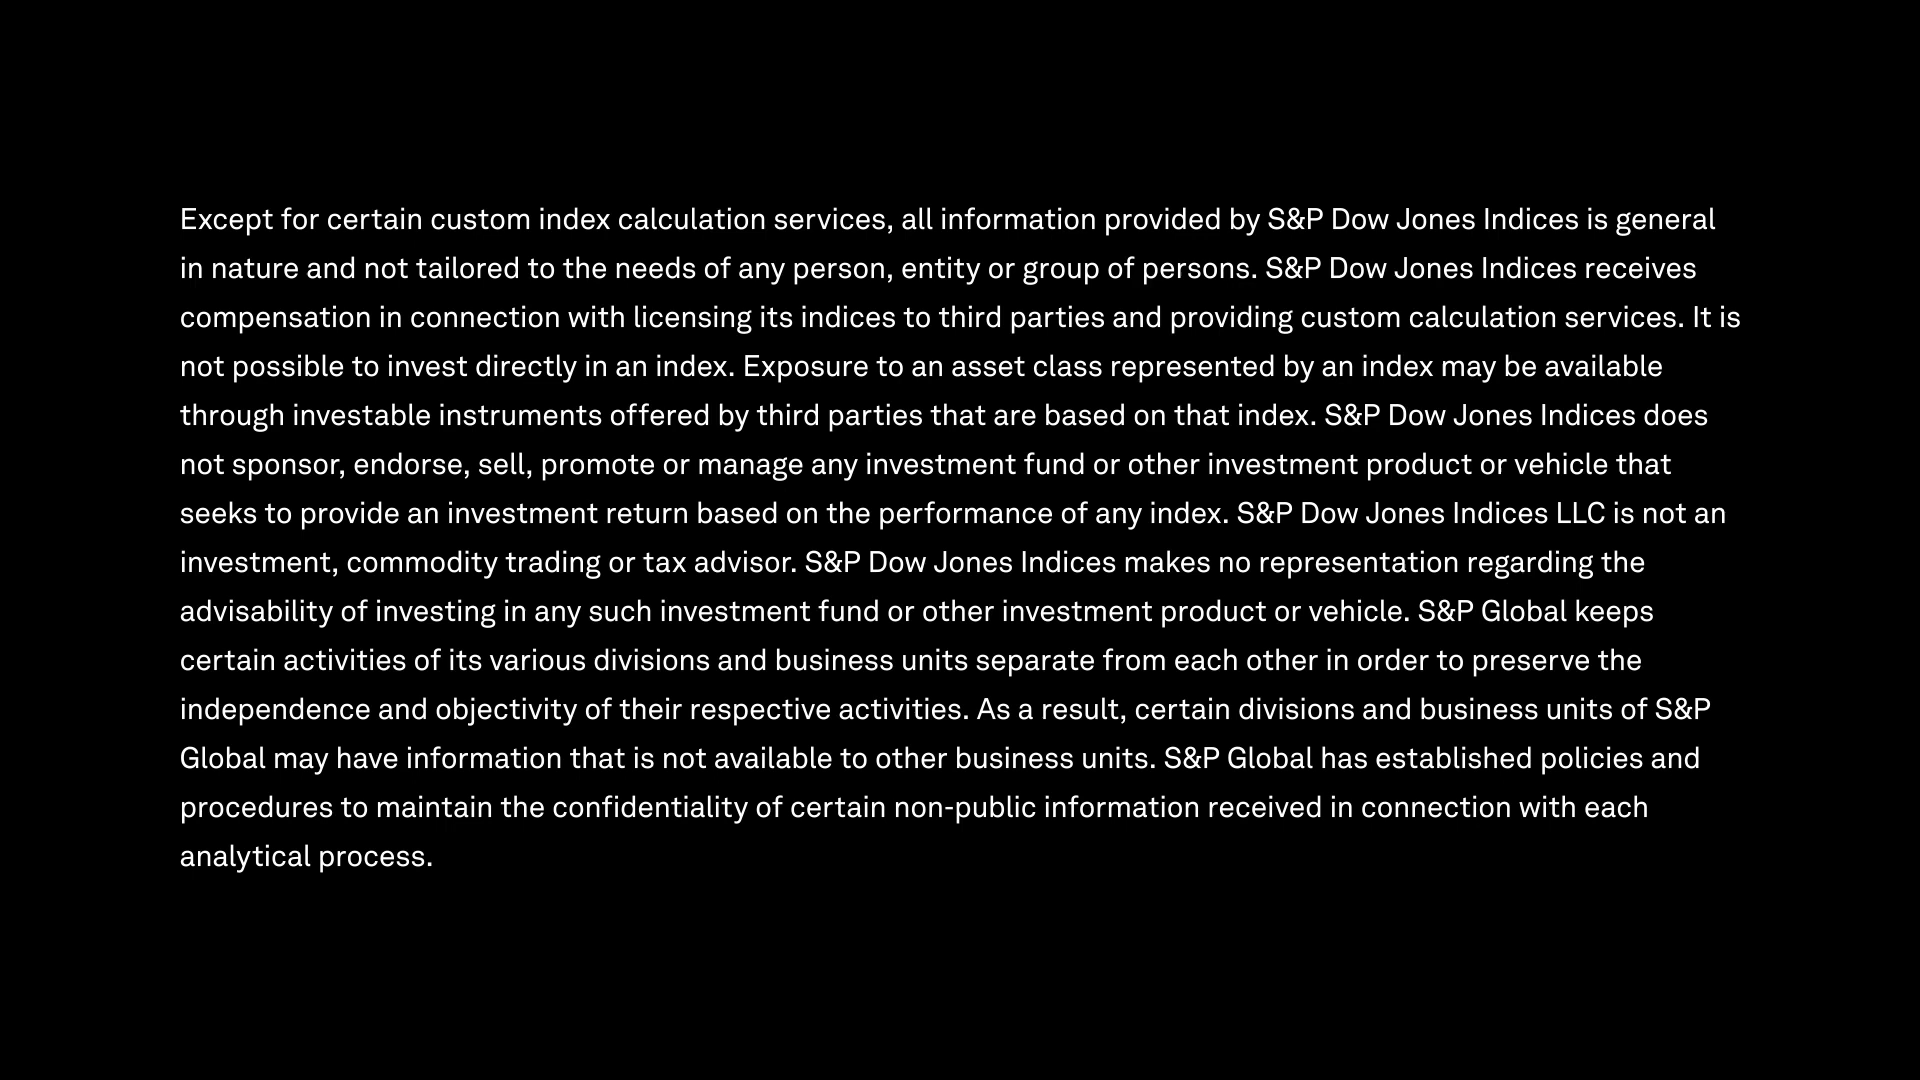 Except for certain custom index calculation services, all information provided by S&P Dow Jones Indices is general
in nature and not tailored to the needs of any person, entity or group of persons. S&P Dow Jones Indices receives
compensation in connection with licensing its indices to third parties and providing custom calculation services. It is
not possible to invest directly in an index. Exposure to an asset class represented by an index may be available
through investable instruments offered by third parties that are based on that index. S&P Dow Jones Indices does
not sponsor, endorse, sell, promote or manage any investment fund or other investment product or vehicle that
seeks to provide an investment return based on the performance of any index. S&P Dow Jones Indices LLC is not an
investment, commodity trading or tax advisor. S&P Dow Jones Indices makes no representation regarding the
advisability of investing in any such investment fund or other investment product or vehicle. S&P Global keeps
certain activities of its various divisions and business units separate from each other in order to preserve the
independence and objectivity of their respective activities. As a result, certain divisions and business units of S&P
Global may have information that is not available to other business units. S&P Global has established policies and
procedures to maintain the confidentiality of certain non-public information received in connection with each
analytical process.